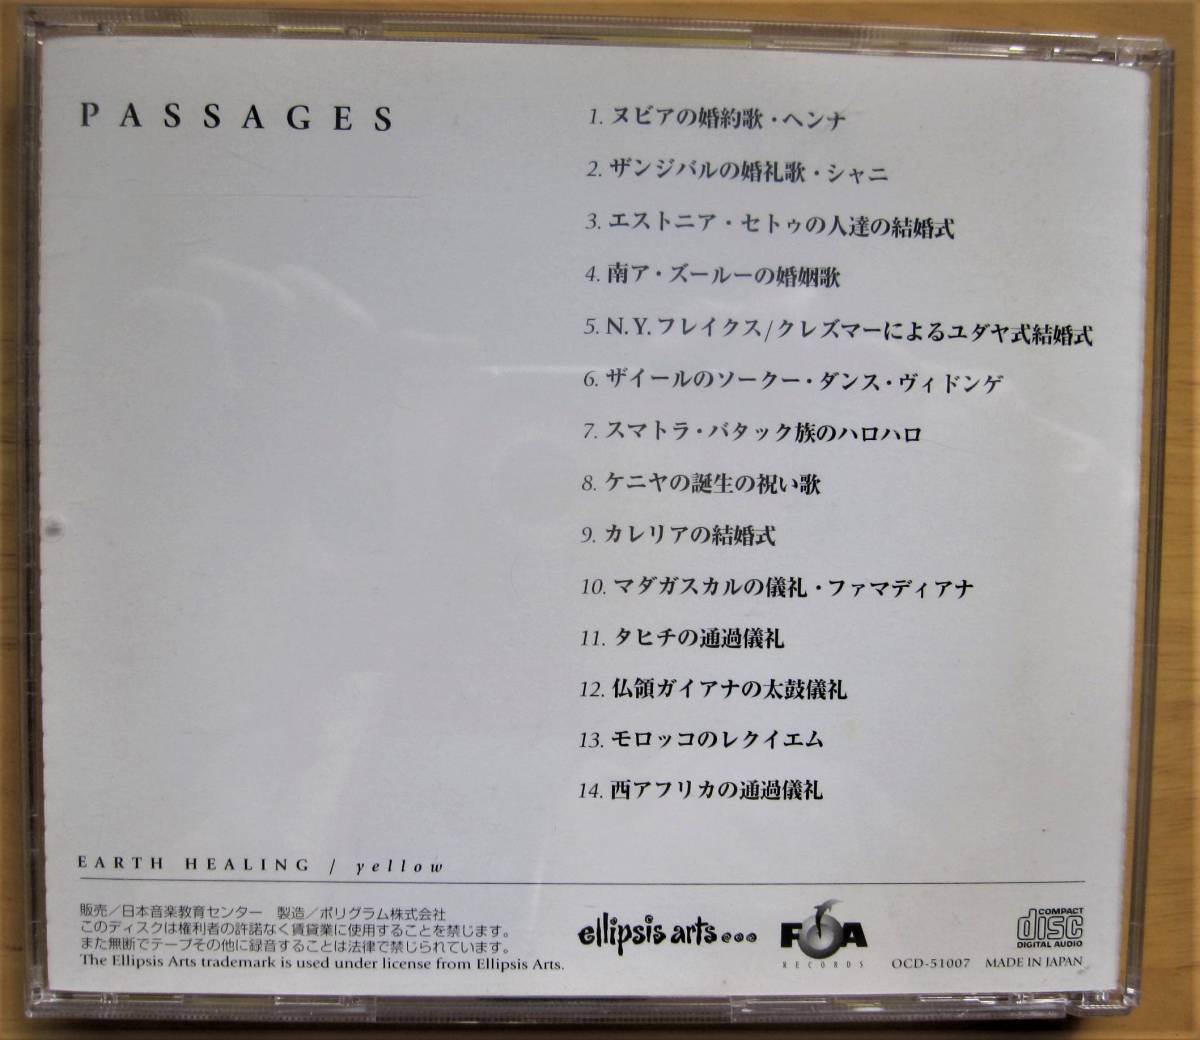 PASSAGES
1. ヌビアの婚約歌・ヘンナ
2. ザンジバルの婚礼歌・シャニ
3. エストニア・セトゥの人達の結婚式
4. 南ア・ズールーの婚姻歌
5. N.Y.フレイクス/クレズマーによるユダヤ式結婚式
6. ザイールのソークー・ダンス・ヴィドンゲ
7. スマトラ・バタック族のハロハロ
8. ケニヤの誕生の祝い歌
9. カレリアの結婚式
10. マダガスカルの儀礼・ファマディアナ
11. タヒチの通過儀礼
12. 仏領ガイアナの太鼓儀礼
13. モロッコのレクイエム
14. 西アフリカの通過儀礼
EARTH HEALING / yellow
販売／日本音楽教育センター 製造／ポリグラム株式会社
このディスクは権利者の許諾なく賃貸業に使用することを禁じます。
また無断でテープその他に録音することは法律で禁じられています。
The Ellipsis Arts trademark is used under license from Ellipsis Arts.
ellipsis arts...
FOA
RECORDS
OCD-51007 MADE IN JAPAN
COMPACT
disc
DIGITAL AUDIO